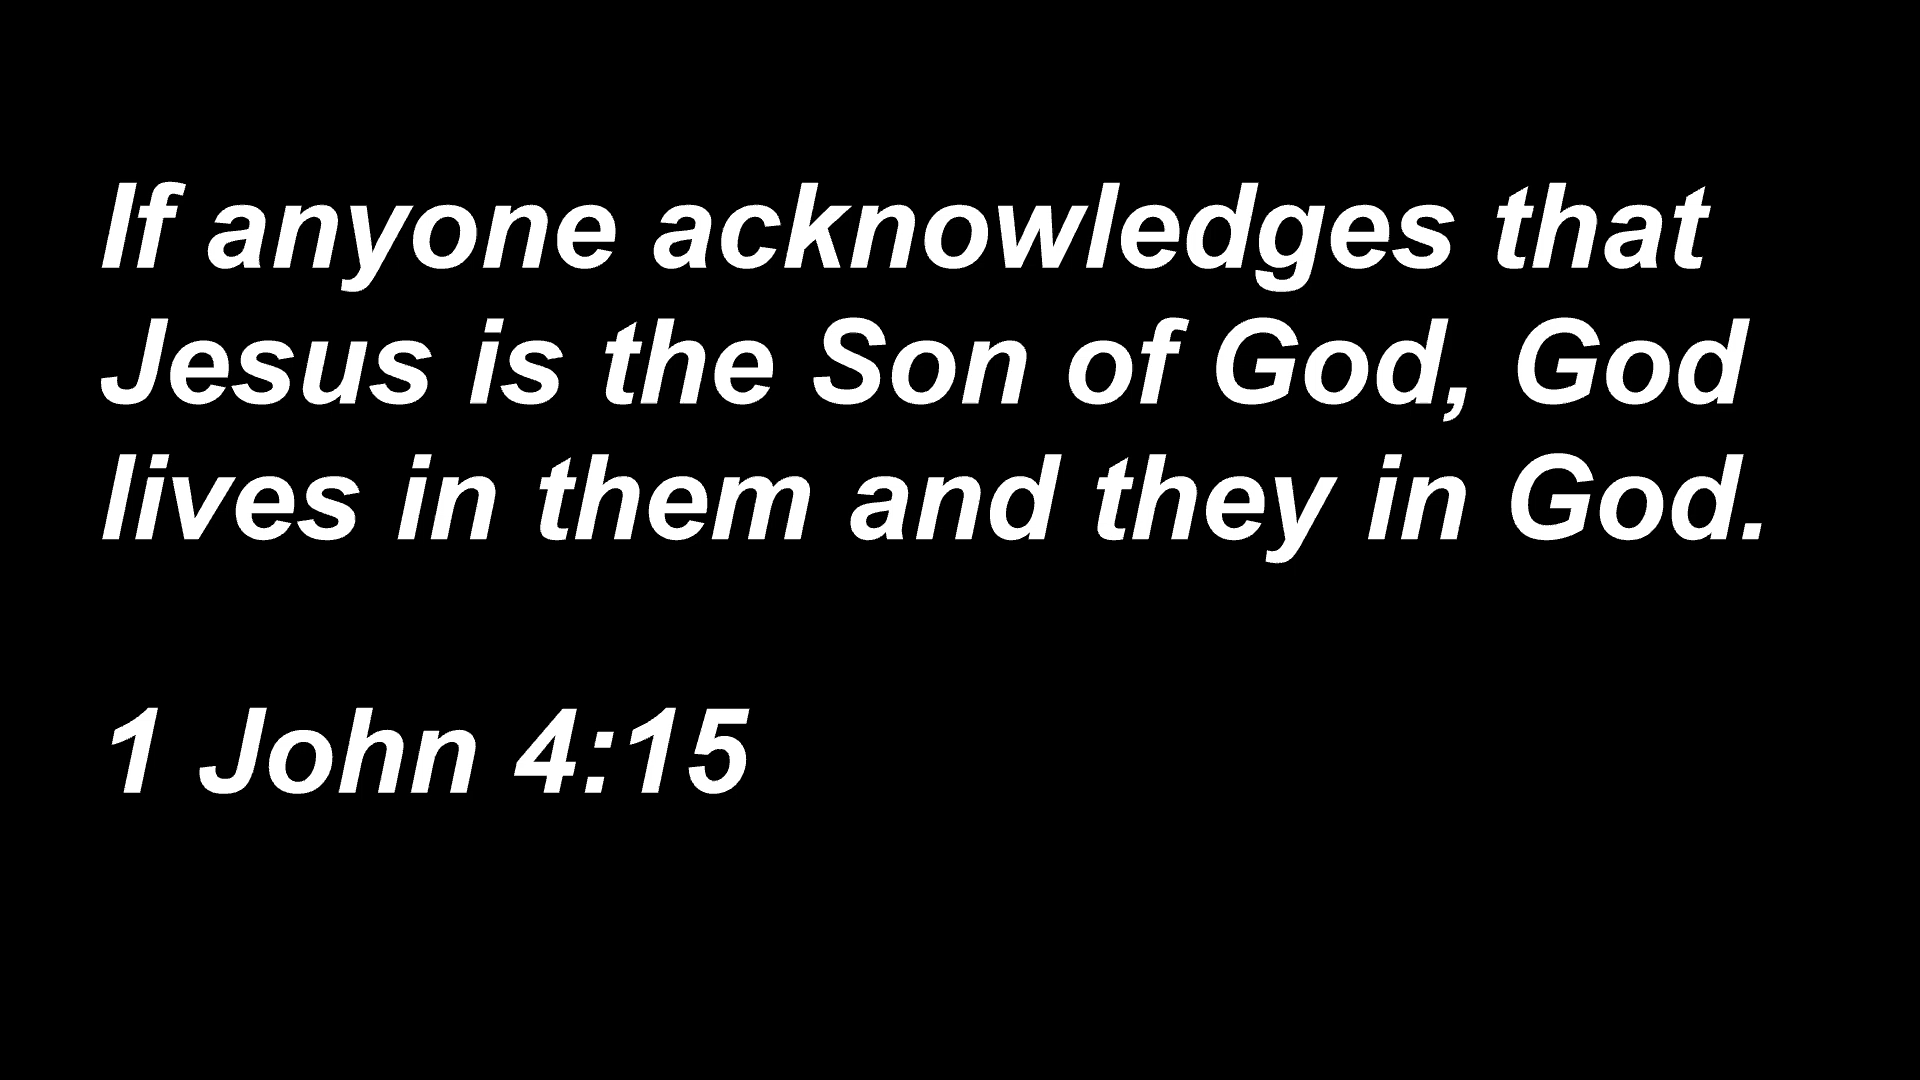 If anyone acknowledges that
Jesus is the Son of God, God
lives in them and they in God.
1 John 4:15